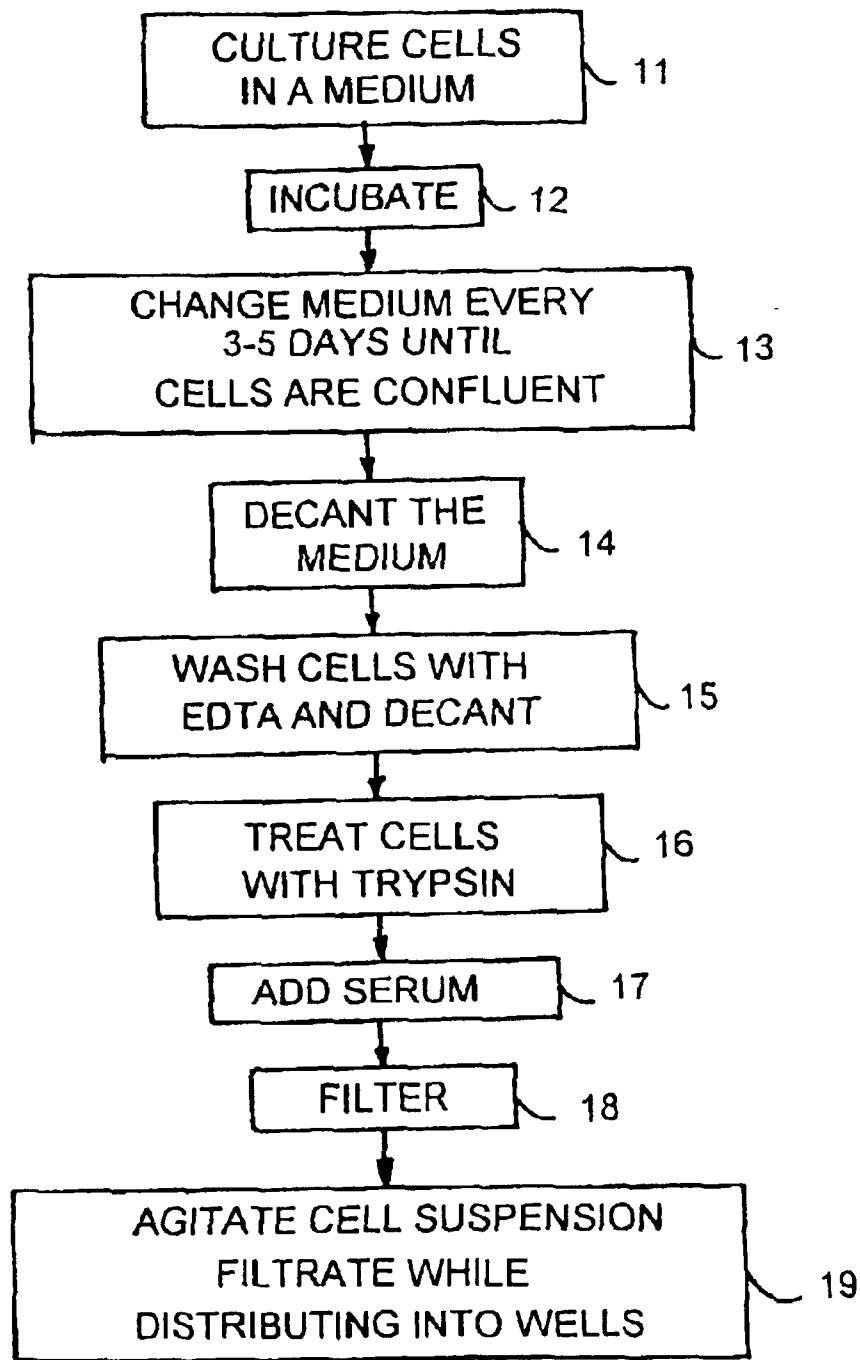 CULTURE CELLS
IN A MEDIUM
11
INCUBATE
12
CHANGE MEDIUM EVERY
3-5 DAYS UNTIL
CELLS ARE CONFLUENT
13
DECANT THE
MEDIUM
14
WASH CELLS WITH
EDTA AND DECANT
15
TREAT CELLS
WITH TRYPSIN
16
ADD SERUM
17
FILTER
18
AGITATE CELL SUSPENSION
FILTRATE WHILE
DISTRIBUTING INTO WELLS
19